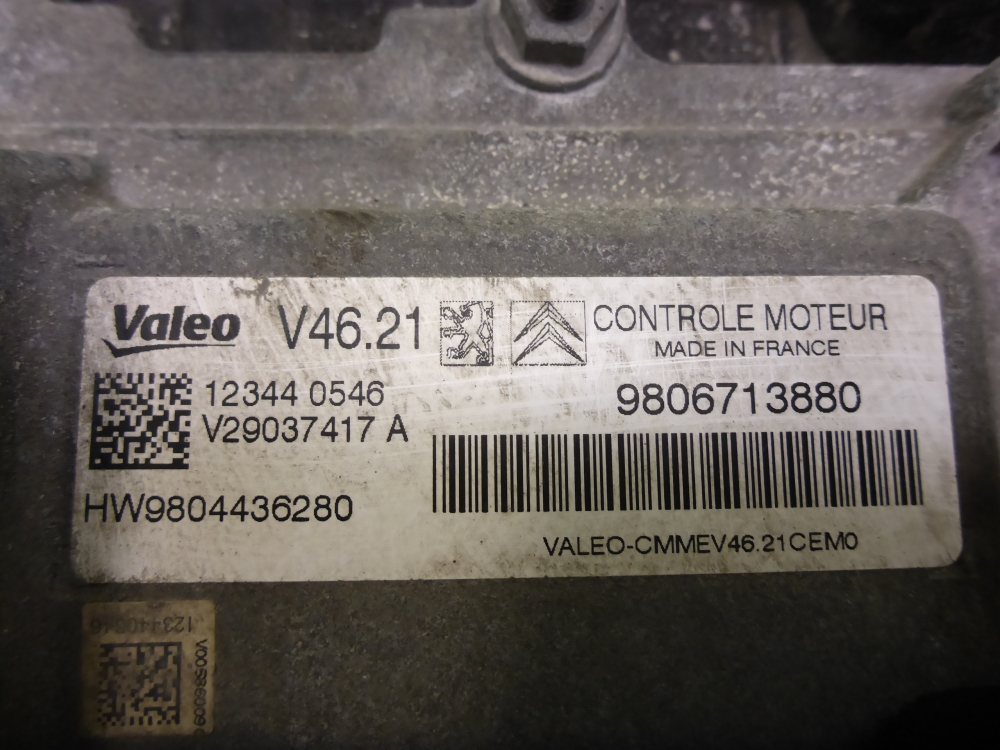 Valeo V46.21 CONTROLE MOTEUR
MADE IN FRANCE
12344 0546
V29037417 A
9806713880
HW9804436280
VALEO-CMMEV46.21CEM0